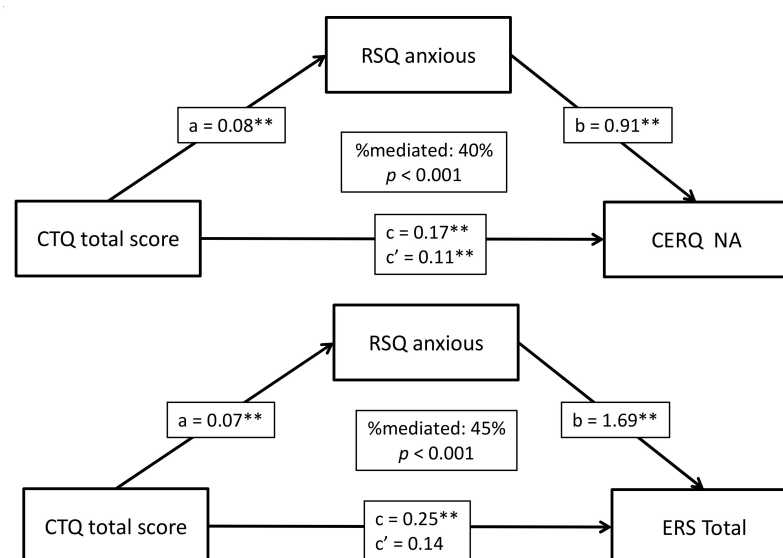 RSQ anxious
a = 0.08**
b = 0.91**
%mediated: 40%
p < 0.001
CTQ total score
c = 0.17**
c’ = 0.11**
CERQ NA
RSQ anxious
a = 0.07**
b = 1.69**
%mediated: 45%
p < 0.001
CTQ total score
c = 0.25**
c’ = 0.14
ERS Total